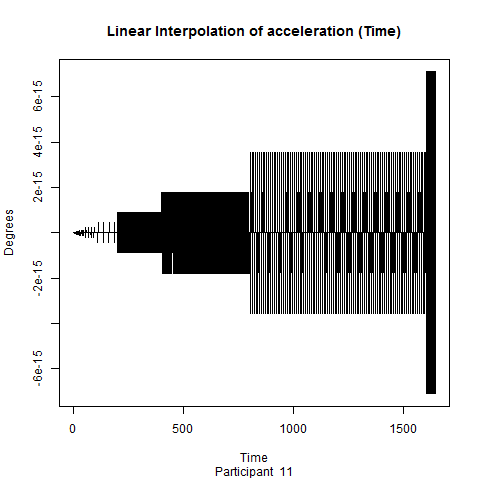 Linear Interpolation of acceleration (Time)
6e-15
4e-15
2e-15
-2e-15
-6e-15
Degrees
0
500
1000
1500
Time
Participant 11